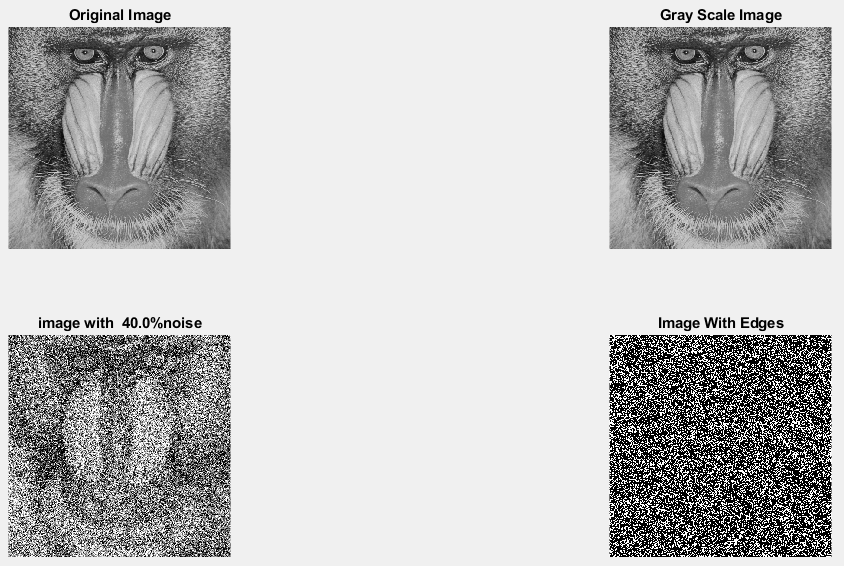 Original Image
Gray Scale Image
image with  40.0%noise
Image With Edges